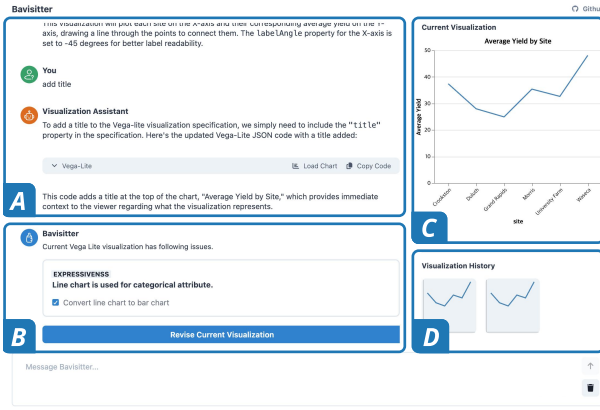 Bavisitter
Githu
This visualization will plot each site on the X-axis and their corresponding average yield on the Y-
axis, drawing a line through the points to connect them. The labelAngle property for the X-axis is
set to -45 degrees for better label readability.
You
add title
Visualization Assistant
To add a title to the Vega-lite visualization specification, we simply need to include the "title"
property in the specification. Here's the updated Vega-Lite JSON code with a title added:
Vega-Lite
Load Chart
Copy Code
This code adds a title at the top of the chart, "Average Yield by Site," which provides immediate
context to the viewer regarding what the visualization represents.
A
Bavisitter
Current Vega Lite visualization has following issues.
EXPRESSIVENSS
Line chart is used for categorical attribute.
Convert line chart to bar chart
Revise Current Visualization
B
Message Bavisitter...
Current Visualization
Average Yield by Site
Average Yield
50
40
30
20
10
0
Crookston
Duluth
Grand Rapids
Morris
University Farm
Waseca
site
C
Visualization History
D